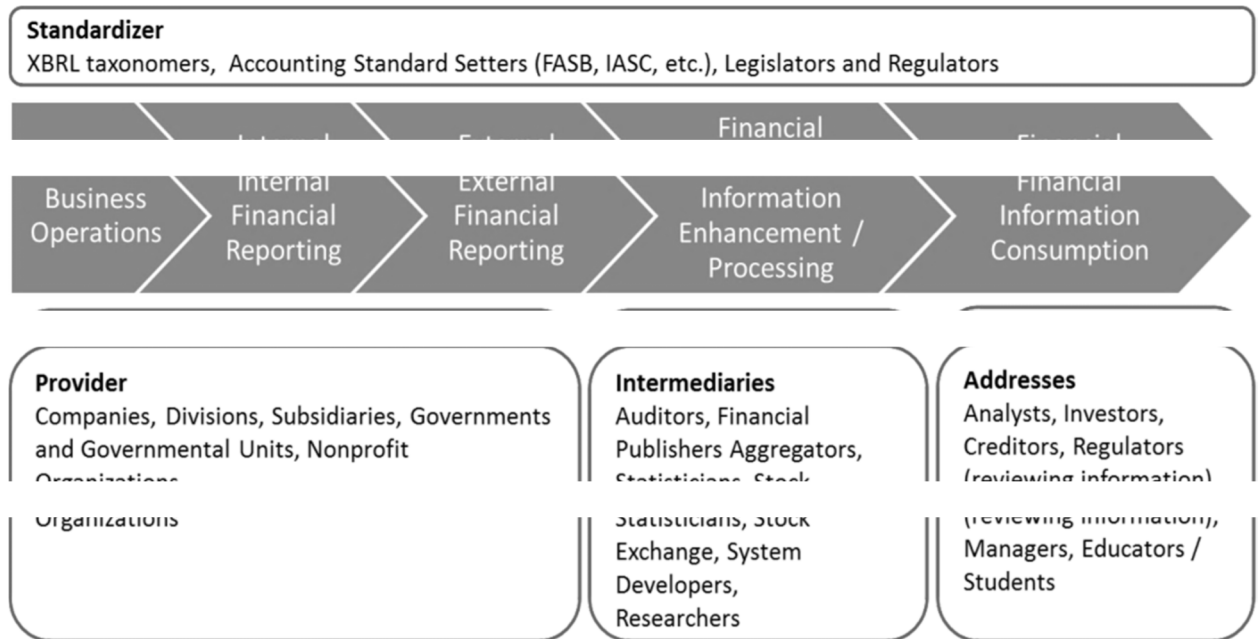 Standardizer
XBRL taxonomers, Accounting Standard Setters (FASB, IASC, etc.), Legislators and Regulators
Business
Operations
Internal
Financial
Reporting
External
Financial
Reporting
Financial
Information
Enhancement /
Processing
Financial
Information
Consumption
Provider
Companies, Divisions, Subsidiaries, Governments
and Governmental Units, Nonprofit
Organizations
Intermediaries
Auditors, Financial
Publishers Aggregators,
Statisticians, Stock
Exchange, System
Developers,
Researchers
Addresses
Analysts, Investors,
Creditors, Regulators
(reviewing information),
Managers, Educators /
Students